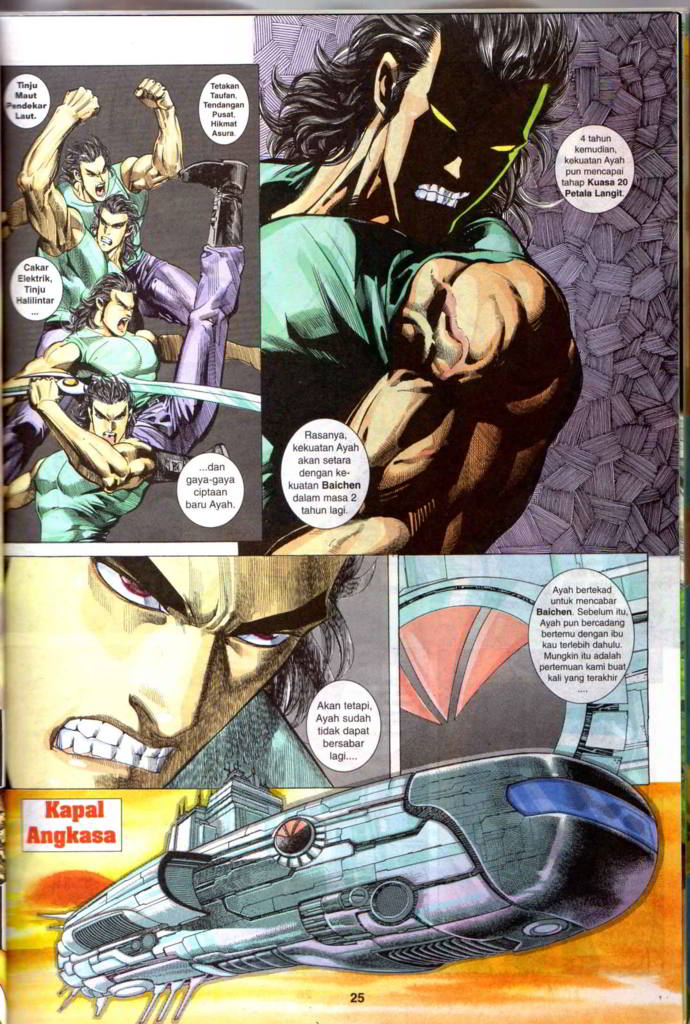 Tinju
Maut
Pendekar
Laut.
Tetakan
Taufan,
Tendangan
Pusat,
Hikmat
Asura.
Cakar
Elektrik,
Tinju
Halilintar
...
...dan
gaya-gaya
ciptaan
baru Ayah.
4 tahun
kemudian,
kekuatan Ayah
pun mencapai
tahap Kuasa 20
Petala Langit.
Rasanya,
kekuatan Ayah
akan setara
dengan ke-
kuatan Baichen
dalam masa 2
tahun lagi.
Akan tetapi,
Ayah sudah
tidak dapat
bersabar
lagi....
Ayah bertekad
untuk mencabar
Baichen. Sebelum itu,
Ayah pun bercadang
bertemu dengan ibu
kau terlebih dahulu.
Mungkin itu adalah
pertemuan kami buat
kali yang terakhir
....
Kapal
Angkasa
25